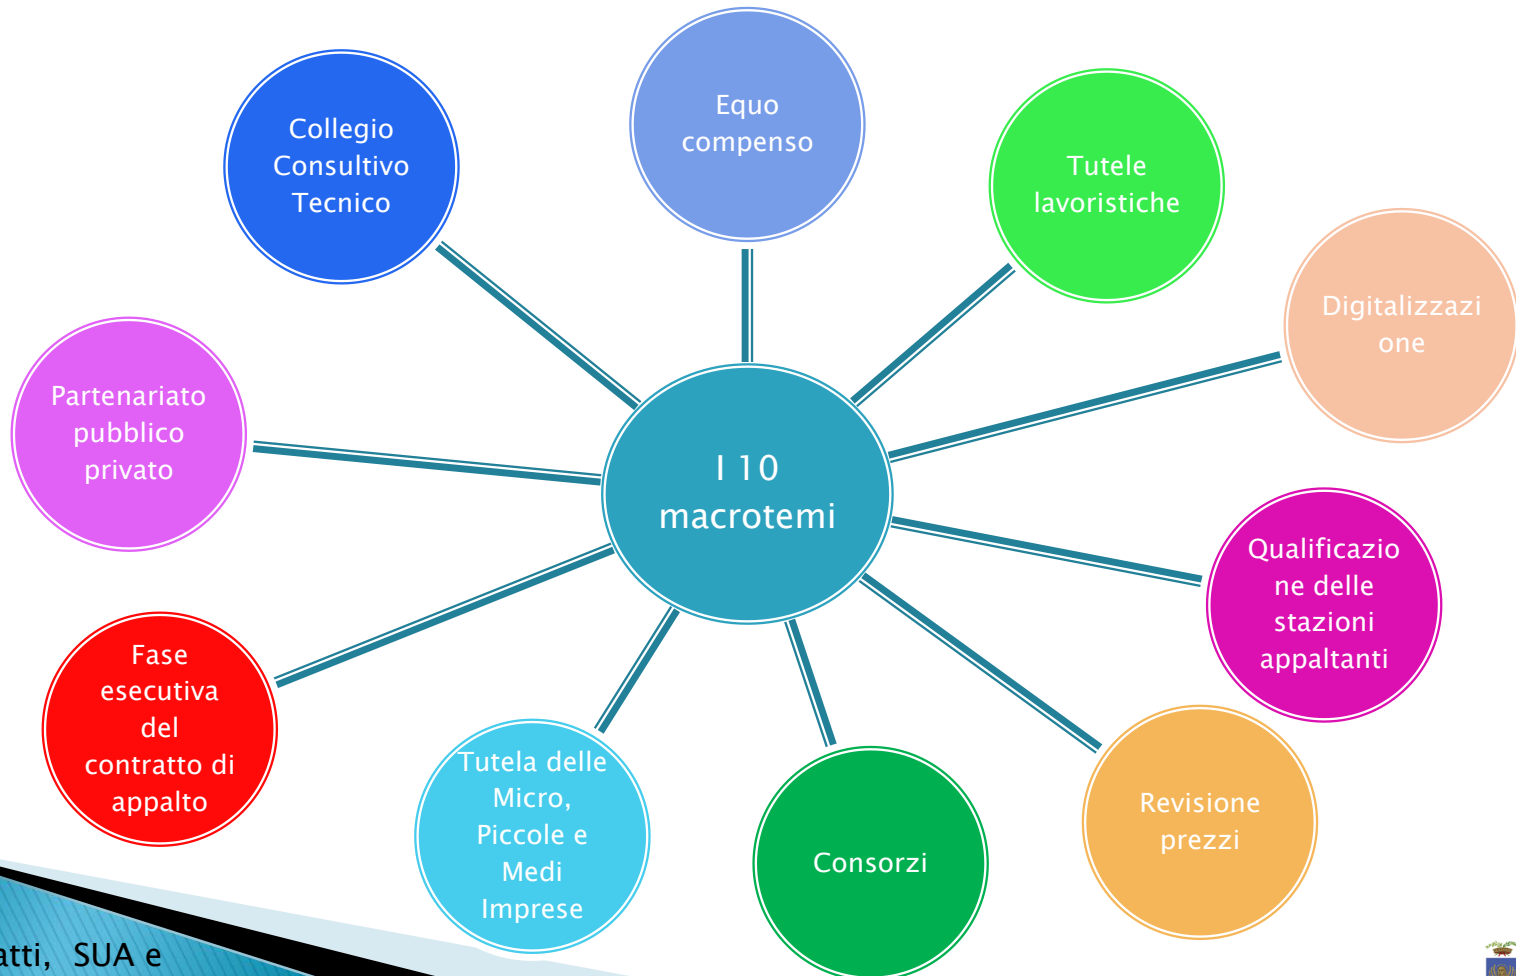 Equo
compenso
Tutele
lavoristiche
Digitalizzazi
one
Qualificazio
ne delle
stazioni
appaltanti
Revisione
prezzi
Consorzi
Tutela delle
Micro,
Piccole e
Medi
Imprese
Fase
esecutiva
del
contratto di
appalto
Partenariato
pubblico
privato
Collegio
Consultivo
Tecnico
I 10
macrotemi
atti, SUA e